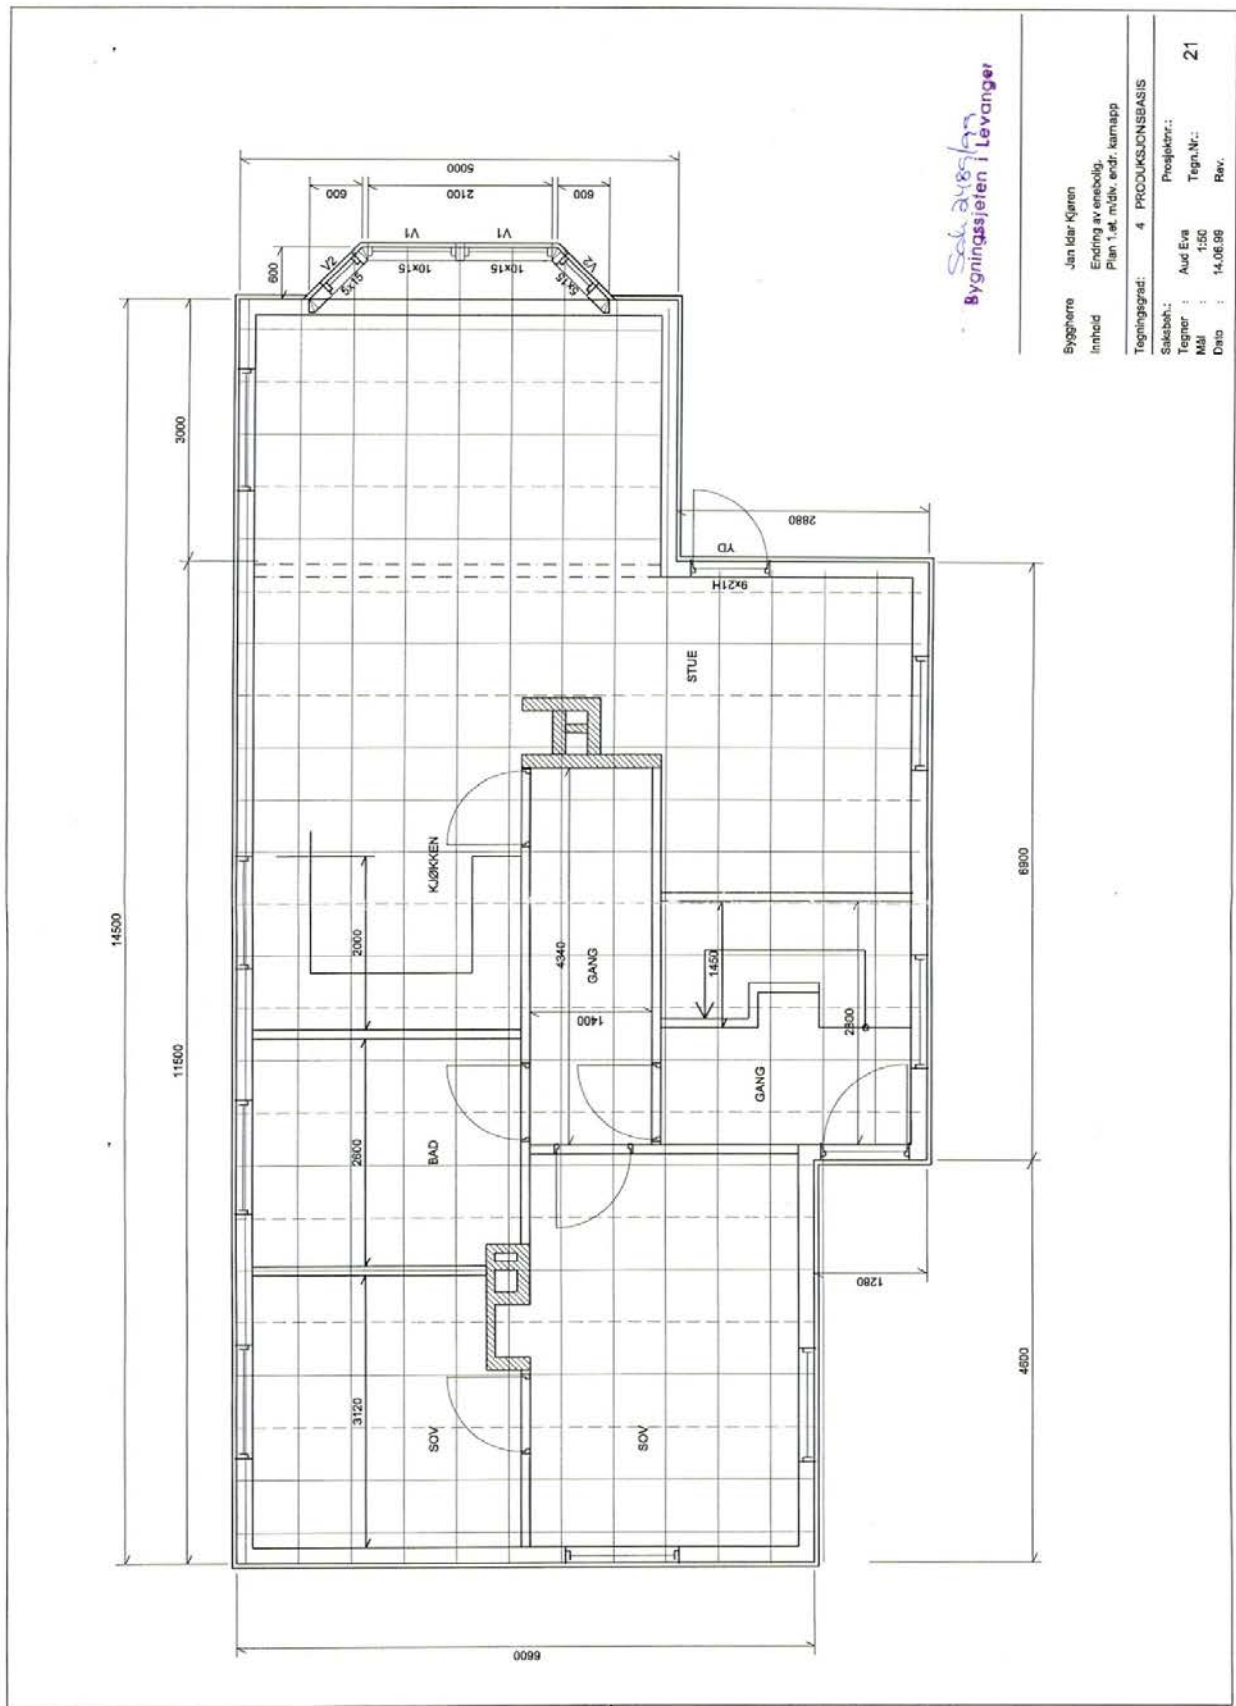 14500
11500
3000
5000
600
2100
600
600
V2
5x15
V1
V1
10x15
10x15
V2
5x15
2880
YD
9x21H
STUE
KJØKKEN
2000
4340
GANG
1400
1450
2800
GANG
2600
BAD
3120
SOV
SOV
6900
4600
1280
6600
Sak 2489/99
Bygningssjefen i Levanger
Byggherre Jan Idar Kjøren
Innhold Endring av enebolig.
Plan 1.et. m/div. endr. karnapp
Tegningsgrad: 4 PRODUKSJONSBASIS
Saksbeh.: Prosjektnr.:
Tegner : Aud Eva Tegn.Nr.: 21
Mål : 1:50
Dato : 14.06.99 Rev.